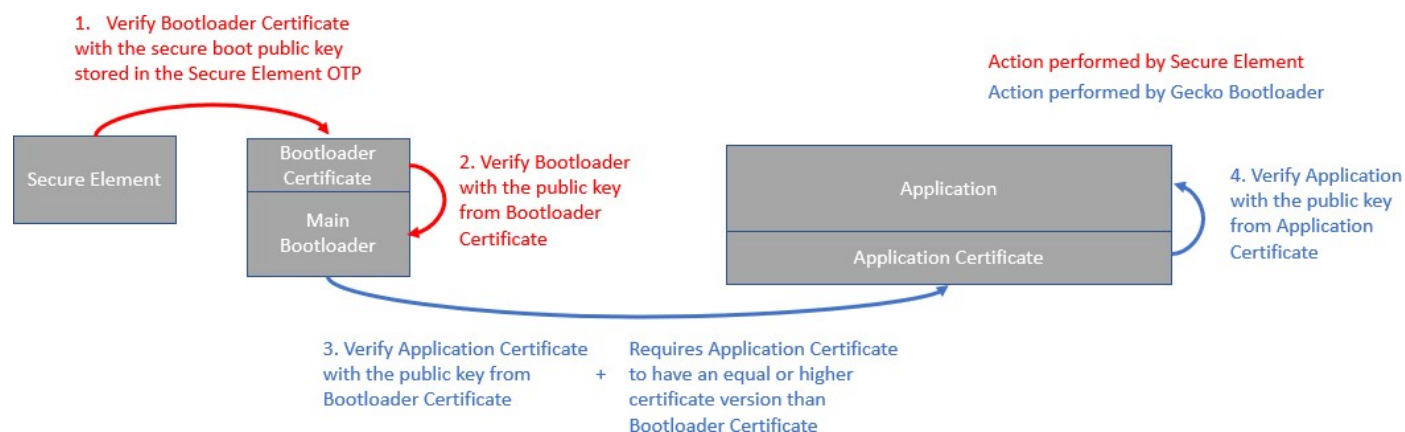 1. Verify Bootloader Certificate
with the secure boot public key
stored in the Secure Element OTP
Action performed by Secure Element
Action performed by Gecko Bootloader
Secure Element
Bootloader
Certificate
Main
Bootloader
2. Verify Bootloader
with the public key
from Bootloader
Certificate
Application
Application Certificate
4. Verify Application
with the public key
from Application
Certificate
3. Verify Application Certificate
with the public key from
Bootloader Certificate
+
Requires Application Certificate
to have an equal or higher
certificate version than
Bootloader Certificate